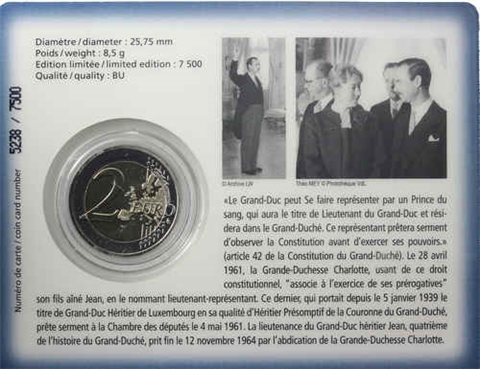 Diamètre / diameter : 25,75 mm
Poids / weight : 8,5 g
Edition limitée / limited edition : 7 500
Qualité / quality : BU
Numéro de carte / coin card number 5238 / 7500
2 EURO
LL
© Archive LW
Théo MEY © Photothèque VdL
«Le Grand-Duc peut Se faire représenter par un Prince du
sang, qui aura le titre de Lieutenant du Grand-Duc et rési-
dera dans le Grand-Duché. Ce représentant prêtera serment
d'observer la Constitution avant d'exercer ses pouvoirs.»
(article 42 de la Constitution du Grand-Duché). Le 28 avril
1961, la Grande-Duchesse Charlotte, usant de ce droit
constitutionnel, "associe à l'exercice de ses prérogatives"
son fils aîné Jean, en le nommant lieutenant-représentant. Ce dernier, qui portait depuis le 5 janvier 1939 le
titre de Grand-Duc Héritier de Luxembourg en sa qualité d'Héritier Présomptif de la Couronne du Grand-Duché,
prête serment à la Chambre des députés le 4 mai 1961. La lieutenance du Grand-Duc héritier Jean, quatrième
de l'histoire du Grand-Duché, prit fin le 12 novembre 1964 par l'abdication de la Grande-Duchesse Charlotte.